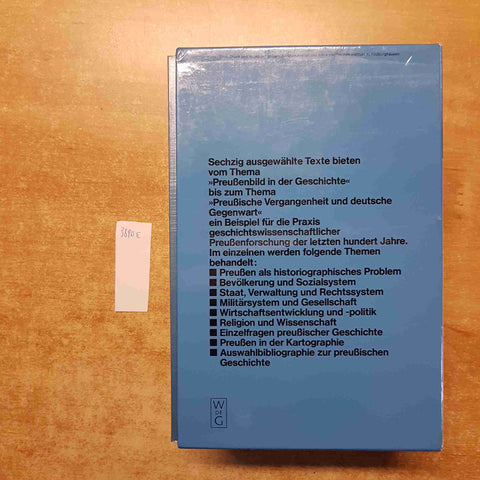 Sechzig ausgewählte Texte bieten
vom Thema
»Preußenbild in der Geschichte«
bis zum Thema
»Preußische Vergangenheit und deutsche
Gegenwart«
ein Beispiel für die Praxis
geschichtswissenschaftlicher
Preußenforschung der letzten hundert Jahre.
Im einzelnen werden folgende Themen
behandelt:
■ Preußen als historiographisches Problem
■ Bevölkerung und Sozialsystem
■ Staat, Verwaltung und Rechtssystem
■ Militärsystem und Gesellschaft
■ Wirtschaftsentwicklung und -politik
■ Religion und Wissenschaft
■ Einzelfragen preußischer Geschichte
■ Preußen in der Kartographie
■ Auswahlbibliographie zur preußischen
Geschichte
W
DE
G